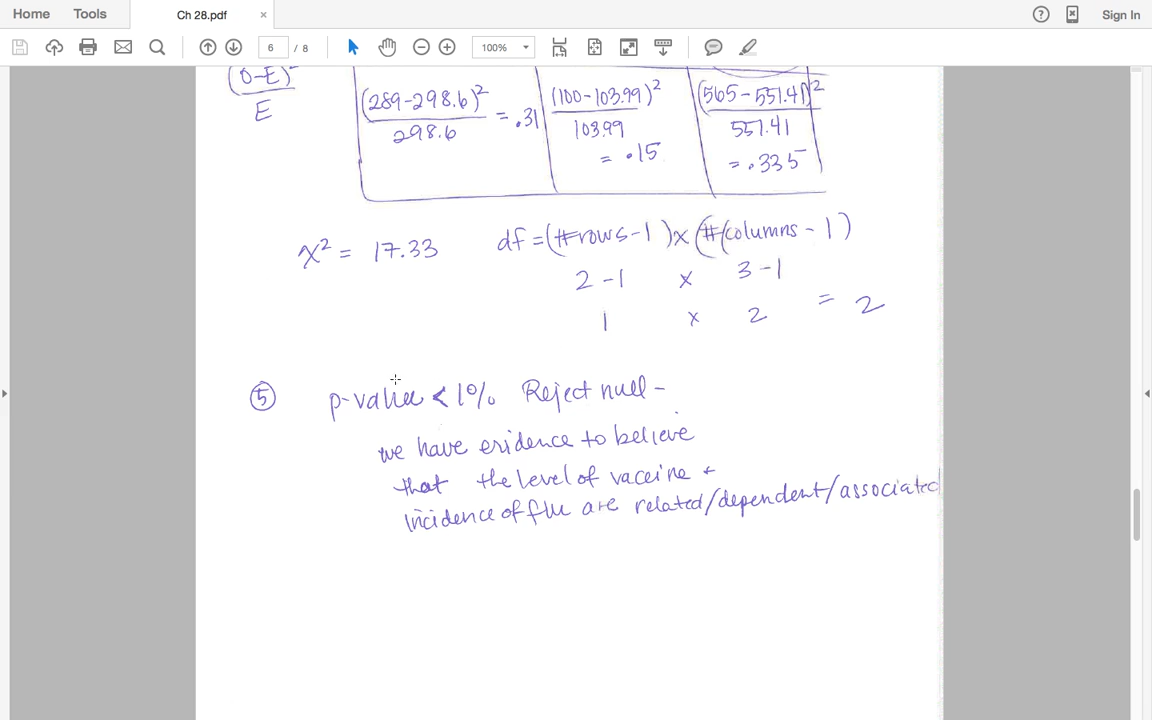 Home Tools Ch 28.pdf × Sign In
6 / 8 100%
(O-E)²/E (289-298.6)²/298.6 = .31 (100-103.99)²/103.99 = .15 (565-551.41)²/551.41 = .335
χ² = 17.33 df = (#rows-1) x (#(columns - 1)
2-1 x 3-1
1 x 2 = 2
⑤ p-value < 1% Reject null -
we have evidence to believe
that the level of vaccine +
incidence of flu are related/dependent/associated